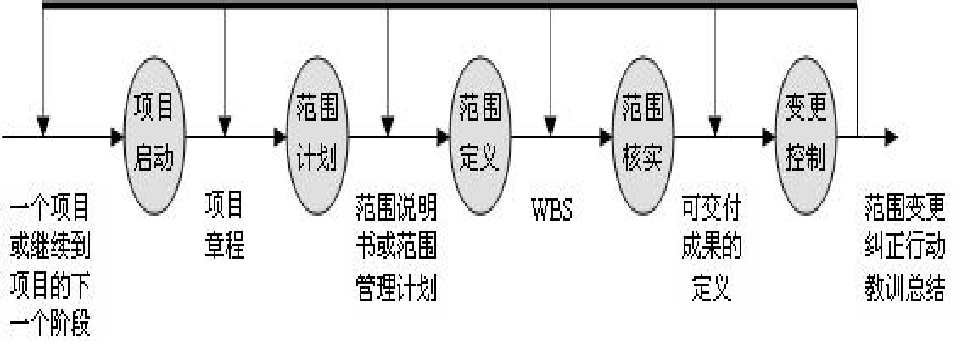 项目
启动
范围
计划
范围
定义
范围
核实
变更
控制
一个项目
或继续到
项目的下
一个阶段
项目
章程
范围说明
书或范围
管理计划
WBS
可交付
成果的
定义
范围变更
纠正行动
教训总结